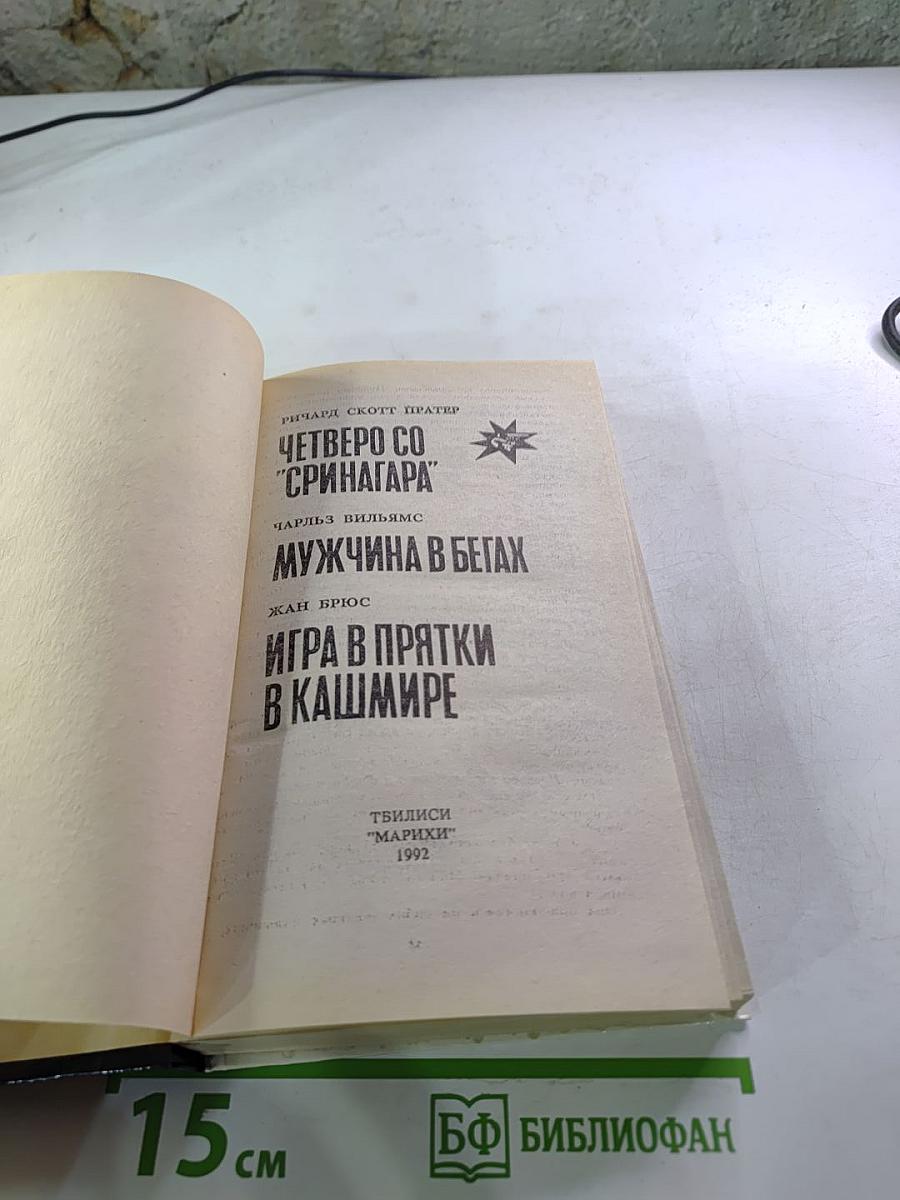 РИЧАРД СКОТТ ПРАТЕР
ЧЕТВЕРО СО
"СРИНАГАРА"
ЧАРЛЬЗ ВИЛЬЯМС
МУЖЧИНА В БЕГАХ
ЖАН БРЮС
ИГРА В ПРЯТКИ
В КАШМИРЕ
ТБИЛИСИ
"МАРИХИ"
1992
15 см
БФ БИБЛИОФАН